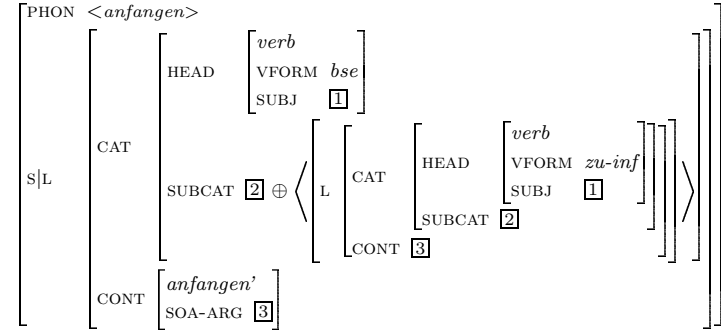 PHON <anfangen>
verb
HEAD VFORM bse
SUBJ 1
CAT
verb
HEAD VFORM zu-inf
CAT SUBJ 1
S|L SUBCAT 2 ⊕ ⟨ L
SUBCAT 2
CONT 3 ⟩
anfangen’
CONT
SOA-ARG 3